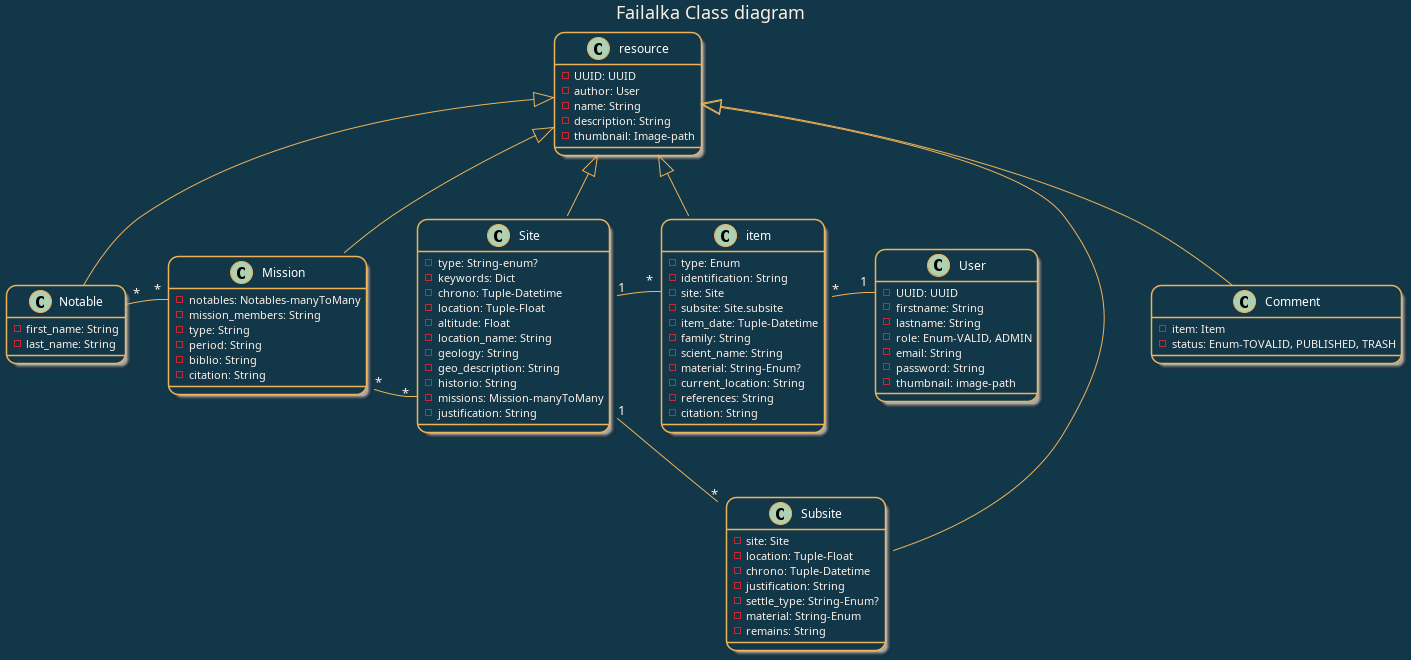 Failalka Class diagram
C resource
UUID: UUID
author: User
name: String
description: String
thumbnail: Image-path
C Notable
first_name: String
last_name: String
* *
C Mission
notables: Notables-manyToMany
mission_members: String
type: String
period: String
biblio: String
citation: String
* *
C Site
type: String-enum?
keywords: Dict
chrono: Tuple-Datetime
location: Tuple-Float
altitude: Float
location_name: String
geology: String
geo_description: String
historio: String
missions: Mission-manyToMany
justification: String
1 *
C item
type: Enum
identification: String
site: Site
subsite: Site.subsite
item_date: Tuple-Datetime
family: String
scient_name: String
material: String-Enum?
current_location: String
references: String
citation: String
* 1
C User
UUID: UUID
firstname: String
lastname: String
role: Enum-VALID, ADMIN
email: String
password: String
thumbnail: image-path
C Comment
item: Item
status: Enum-TOVALID, PUBLISHED, TRASH
1
*
C Subsite
site: Site
location: Tuple-Float
chrono: Tuple-Datetime
justification: String
settle_type: String-Enum?
material: String-Enum
remains: String